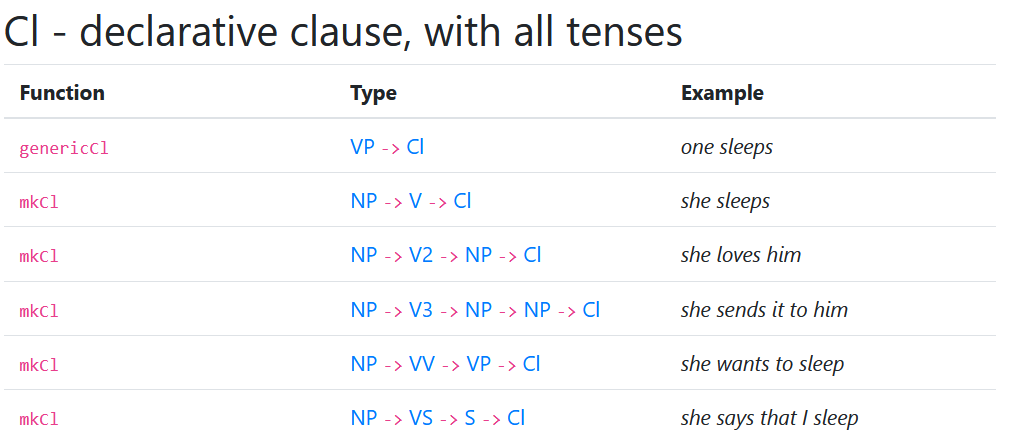 Cl - declarative clause, with all tenses
Function Type Example
genericCl VP -> Cl one sleeps
mkCl NP -> V -> Cl she sleeps
mkCl NP -> V2 -> NP -> Cl she loves him
mkCl NP -> V3 -> NP -> NP -> Cl she sends it to him
mkCl NP -> VV -> VP -> Cl she wants to sleep
mkCl NP -> VS -> S -> Cl she says that I sleep